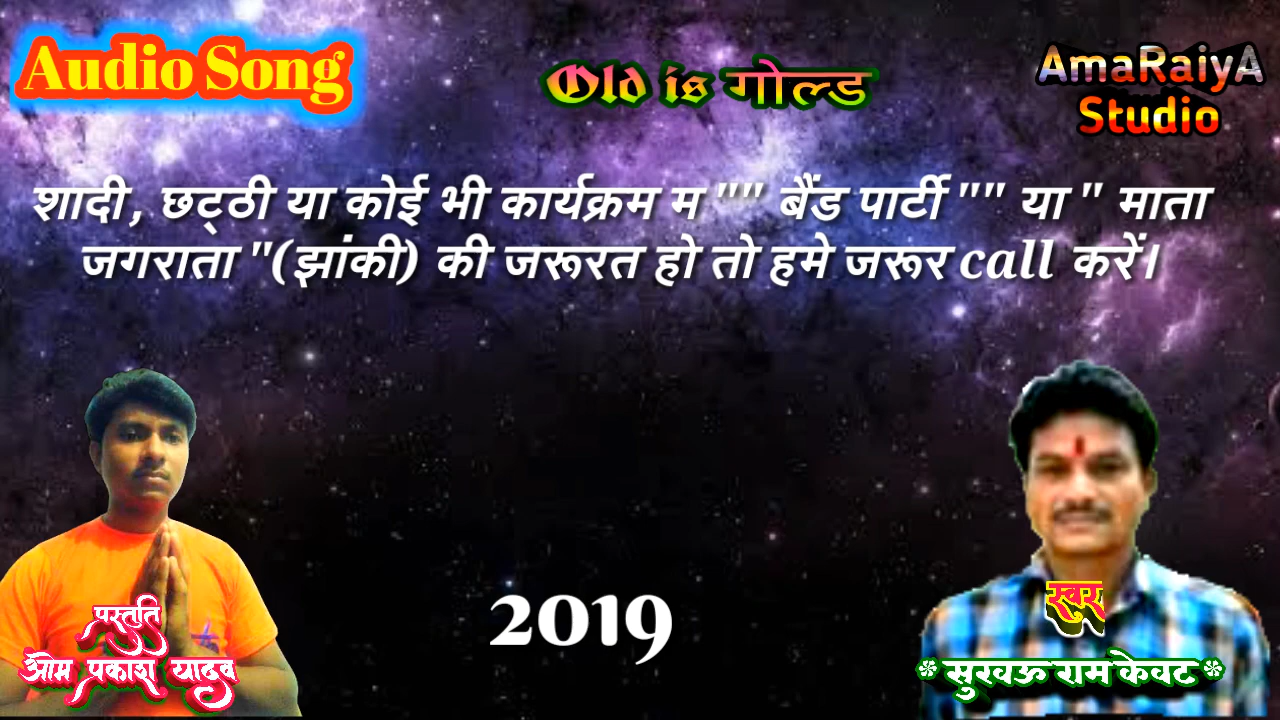 Audio Song
Old is गोल्ड
AmaRaiyA
Studio
शादी, छट्ठी या कोई भी कार्यक्रम म "" बैंड पार्टी "" या " माता
जगराता "(झांकी) की जरूरत हो तो हमे जरूर call करें।
प्रस्तुति
ओम प्रकाश यादव
2019
स्वर
* सुखऊ राम केवट *